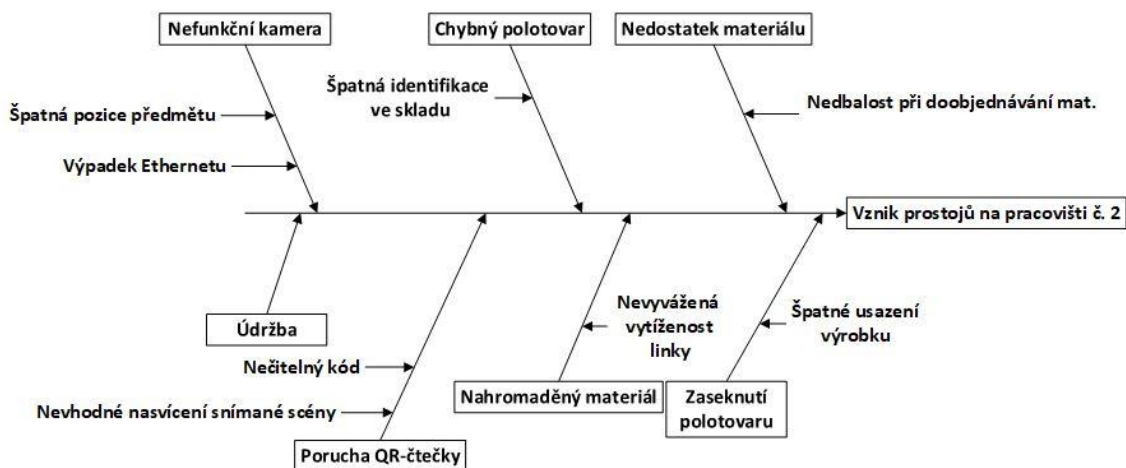 Nefunkční kamera
Chybný polotovar
Nedostatek materiálu
Špatná identifikace
ve skladu
Nedbalost při doobjednávání mat.
Špatná pozice předmětu
Výpadek Ethernetu
Vznik prostojů na pracovišti č. 2
Údržba
Nevyvážená
vytíženost
linky
Špatné usazení
výrobku
Nečitelný kód
Nahromaděný materiál
Zaseknutí
polotovaru
Nevhodné nasvícení snímané scény
Porucha QR-čtečky